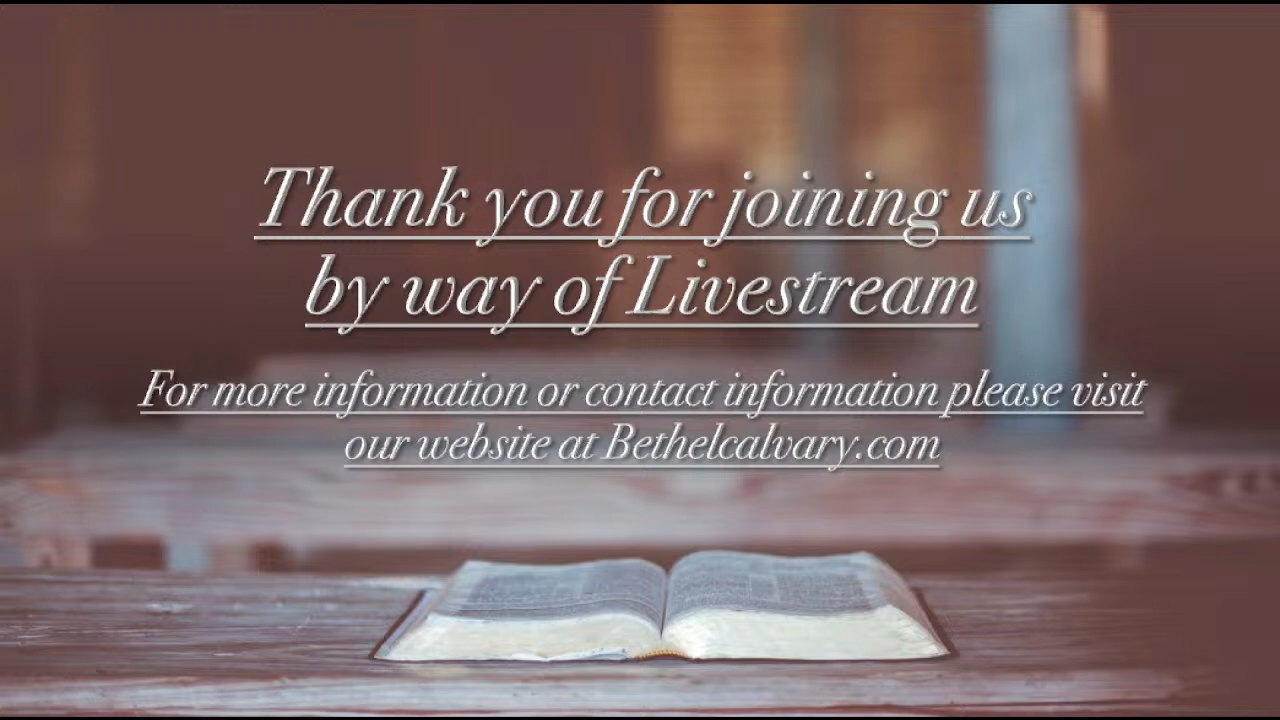 Thank you for joining us
by way of Livestream
For more information or contact information please visit
our website at Bethelcalvary.com